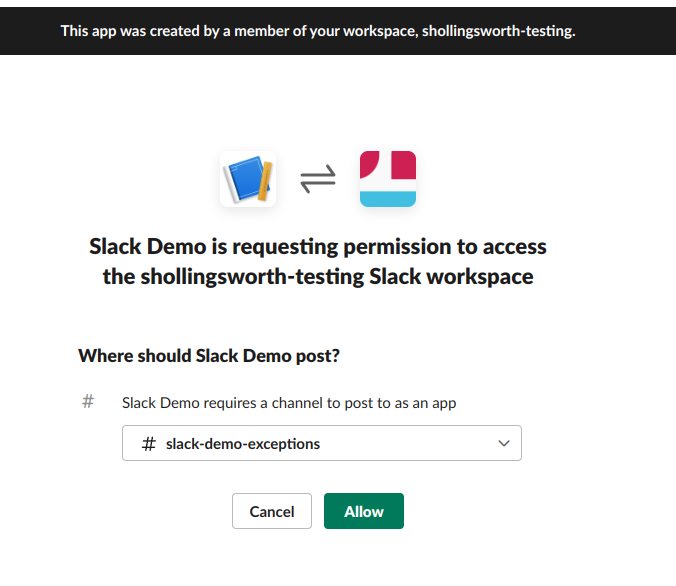 This app was created by a member of your workspace, shollingsworth-testing.
Slack Demo is requesting permission to access
the shollingsworth-testing Slack workspace
Where should Slack Demo post?
# Slack Demo requires a channel to post to as an app
# slack-demo-exceptions
Cancel Allow